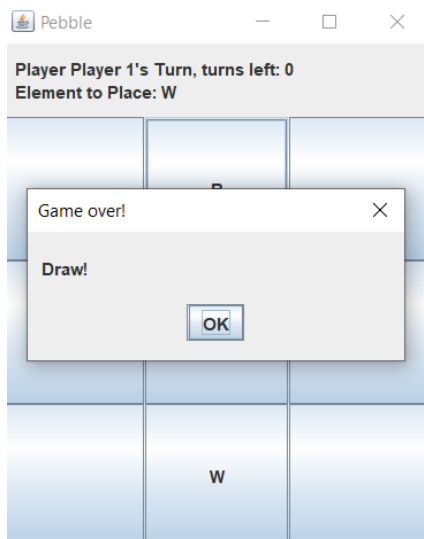 Pebble
Player Player 1's Turn, turns left: 0
Element to Place: W
Game over!
Draw!
OK
W